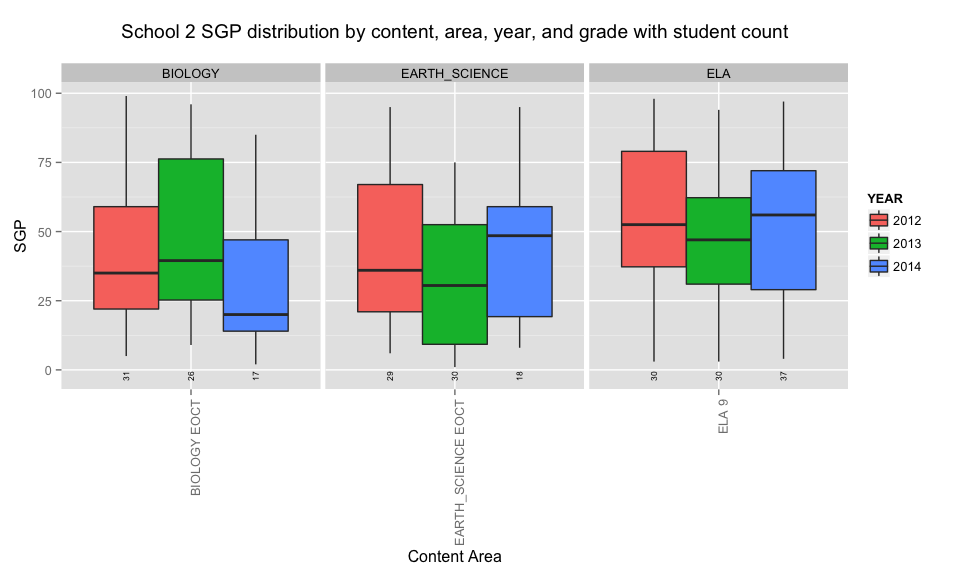 School 2 SGP distribution by content, area, year, and grade with student count
BIOLOGY
EARTH_SCIENCE
ELA
SGP
100
75
50
25
0
31
26
17
29
30
18
30
30
37
BIOLOGY EOCT
EARTH_SCIENCE EOCT
ELA 9
Content Area
YEAR
2012
2013
2014